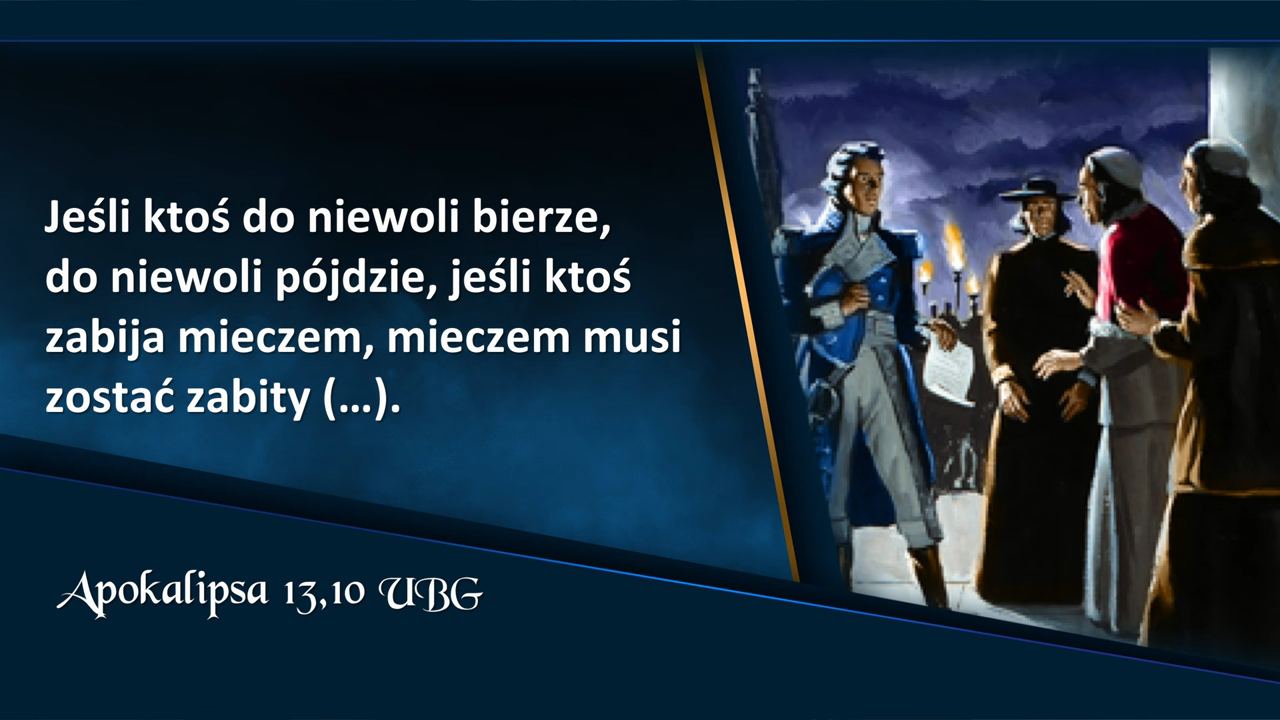 Jeśli ktoś do niewoli bierze,
do niewoli pójdzie, jeśli ktoś
zabija mieczem, mieczem musi
zostać zabity (...).
Apokalipsa 13,10 UBG